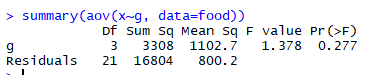 > summary(aov(x~g, data=food))
            Df Sum Sq Mean Sq F value Pr(>F)
g            3   3308  1102.7   1.378  0.277
Residuals   21  16804   800.2
>